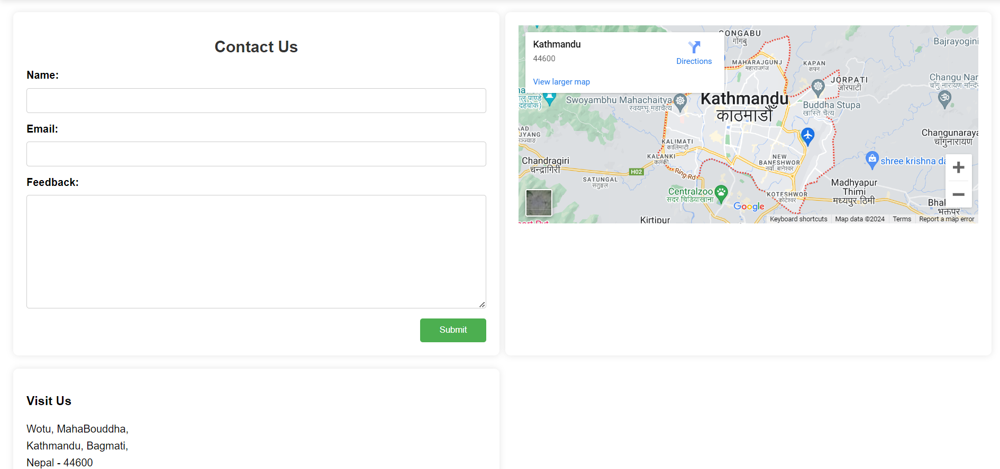 Contact Us
Name:
Email:
Feedback:
Submit
Kathmandu
44600
Directions
View larger map
GONGABU
गोंगबु
Bajrayogini
MAHARAJGUNJ
महाराजगंज
KAPAN
कपन
JORPATI
जोरपाटी
Changu Nar
चाँगु नारायण मन्दि
Swoyambhu Mahachaitya
स्वयम्भू महाचैत्य
Kathmandu
काठमाडौँ
Buddha Stupa
खास्ति चैत्य
Changunaraya
चाँगुनारायण
KALIMATI
कालिमाटी
KALANKI
कलंकी
Chandragiri
चन्द्रागिरी
NEW
BANESHWOR
नयाँ बानेश्वर
shree krishna da
H02
Ring Rd
SATUNGAL
सतुङ्गल
Madhyapur
Thimi
मध्यपुर ठिमी
Centralzoo
सदर चिडियाखाना
KOTESHWOR
कोटेश्वर
Google
Bhak
भक्तपुर
Kirtipur
Keyboard shortcuts
Map data ©2024
Terms
Report a map error
Visit Us
Wotu, MahaBouddha,
Kathmandu, Bagmati,
Nepal - 44600